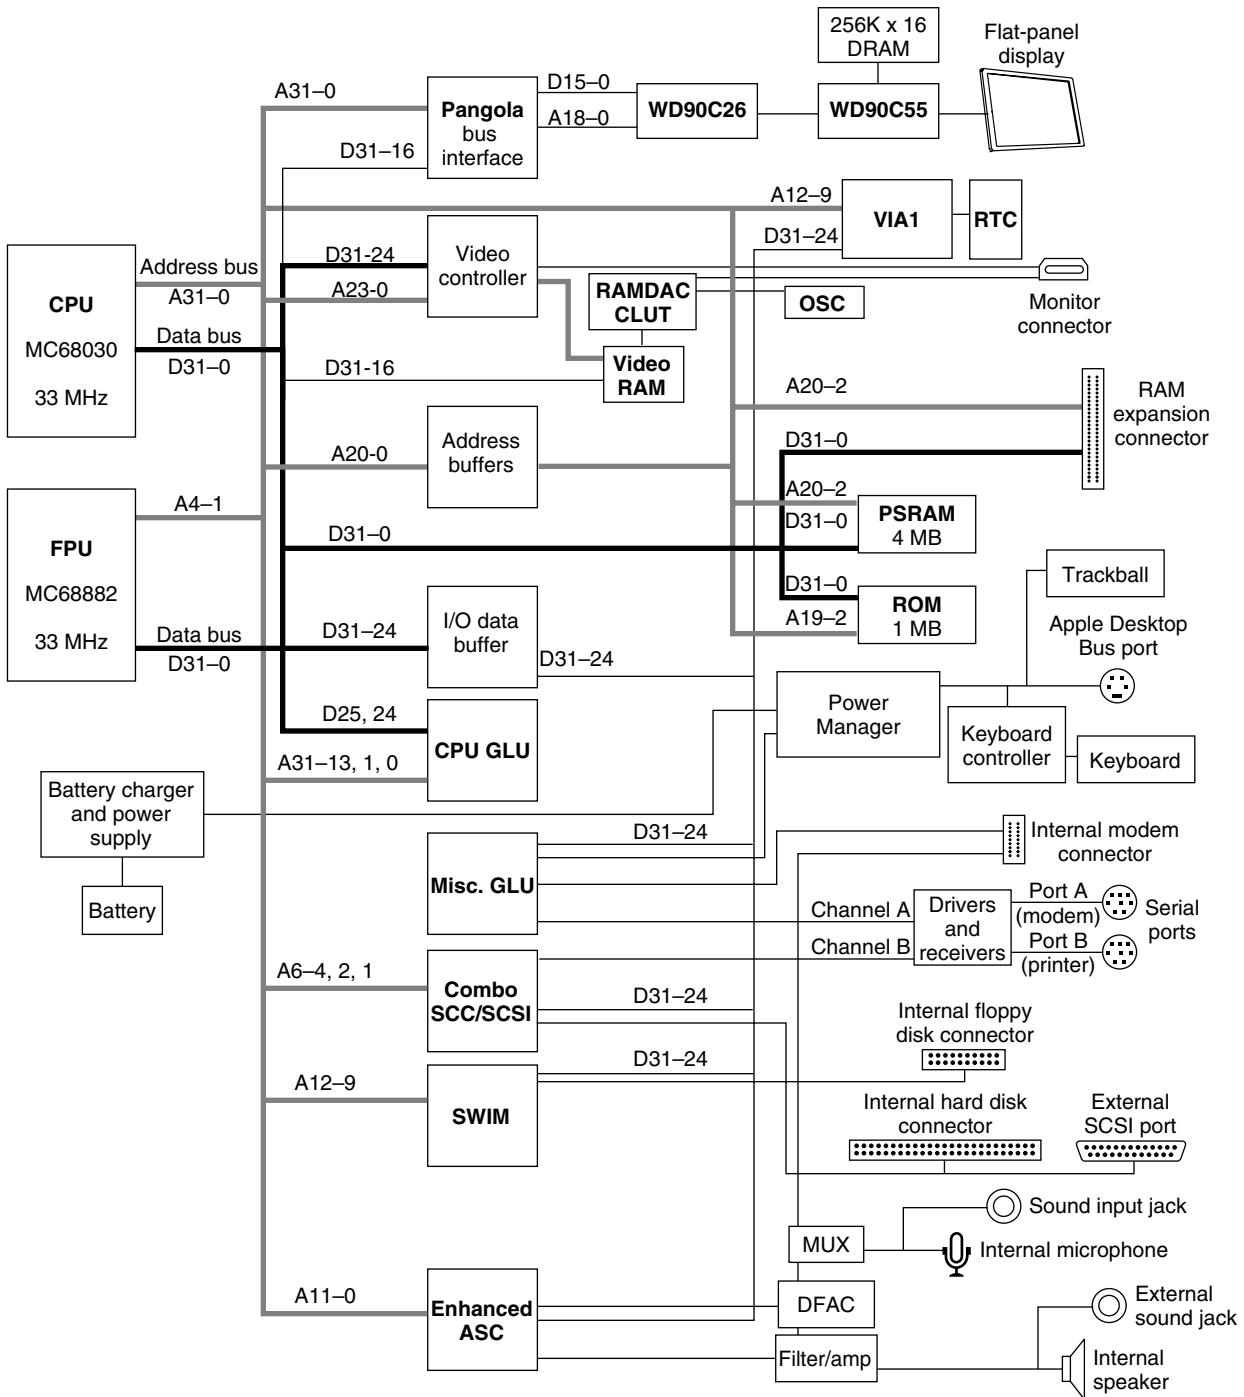 256K x 16
DRAM
Flat-panel
display
A31–0
Pangola
bus
interface
D15–0
A18–0
WD90C26
WD90C55
D31–16
A12–9
VIA1
RTC
D31–24
Address bus
A31–0
D31-24
A23-0
Video
controller
RAMDAC
CLUT
OSC
Monitor
connector
CPU
MC68030
33 MHz
Data bus
D31–0
D31-16
Video
RAM
A20–2
RAM
expansion
connector
D31–0
A20-0
Address
buffers
A20–2
D31–0
PSRAM
4 MB
FPU
MC68882
33 MHz
A4–1
D31–0
D31–0
A19–2
ROM
1 MB
Trackball
Apple Desktop
Bus port
Data bus
D31–0
D31–24
I/O data
buffer
D31–24
Power
Manager
Keyboard
controller
Keyboard
D25, 24
CPU GLU
A31–13, 1, 0
Battery charger
and power
supply
Battery
D31–24
Misc. GLU
Internal modem
connector
Channel A
Channel B
Drivers
and
receivers
Port A
(modem)
Port B
(printer)
Serial
ports
A6–4, 2, 1
Combo
SCC/SCSI
D31–24
Internal floppy
disk connector
D31–24
A12–9
SWIM
Internal hard disk
connector
External
SCSI port
Sound input jack
MUX
Internal microphone
A11–0
Enhanced
ASC
DFAC
External
sound jack
Filter/amp
Internal
speaker